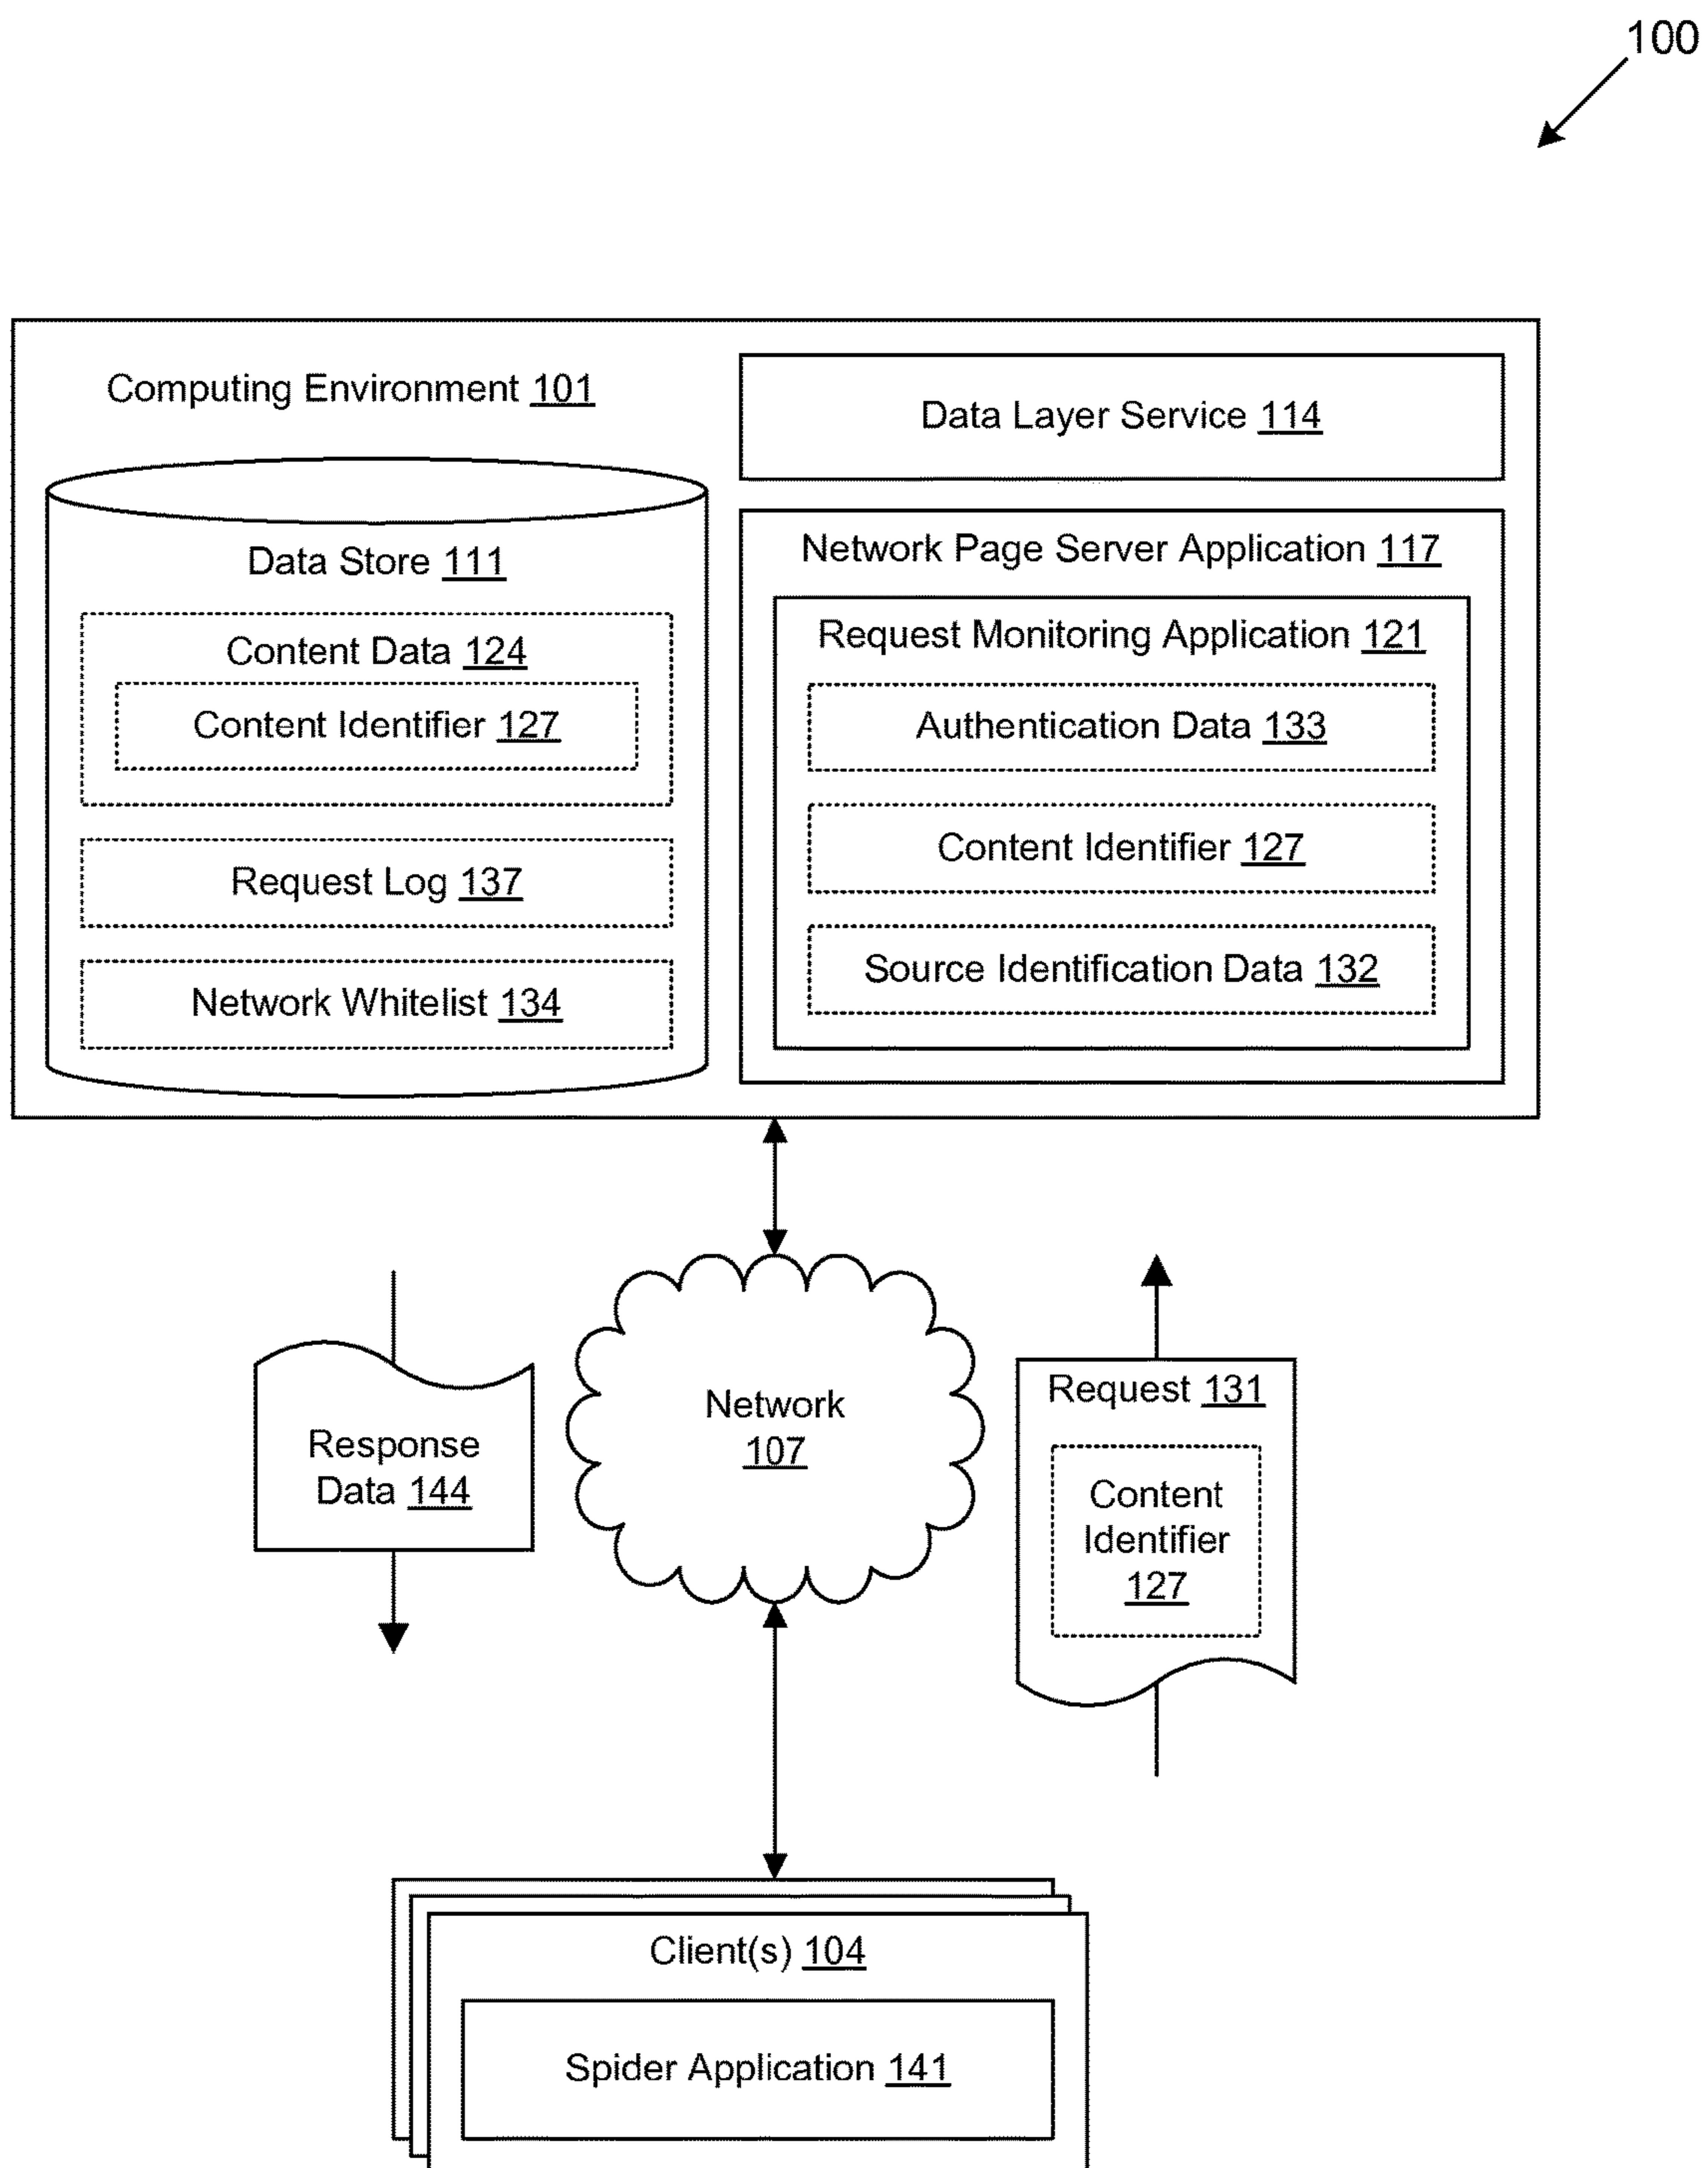 100
Computing Environment 101
Data Layer Service 114
Data Store 111
Content Data 124
Content Identifier 127
Request Log 137
Network Whitelist 134
Network Page Server Application 117
Request Monitoring Application 121
Authentication Data 133
Content Identifier 127
Source Identification Data 132
Response
Data 144
Network
107
Request 131
Content
Identifier
127
Client(s) 104
Spider Application 141